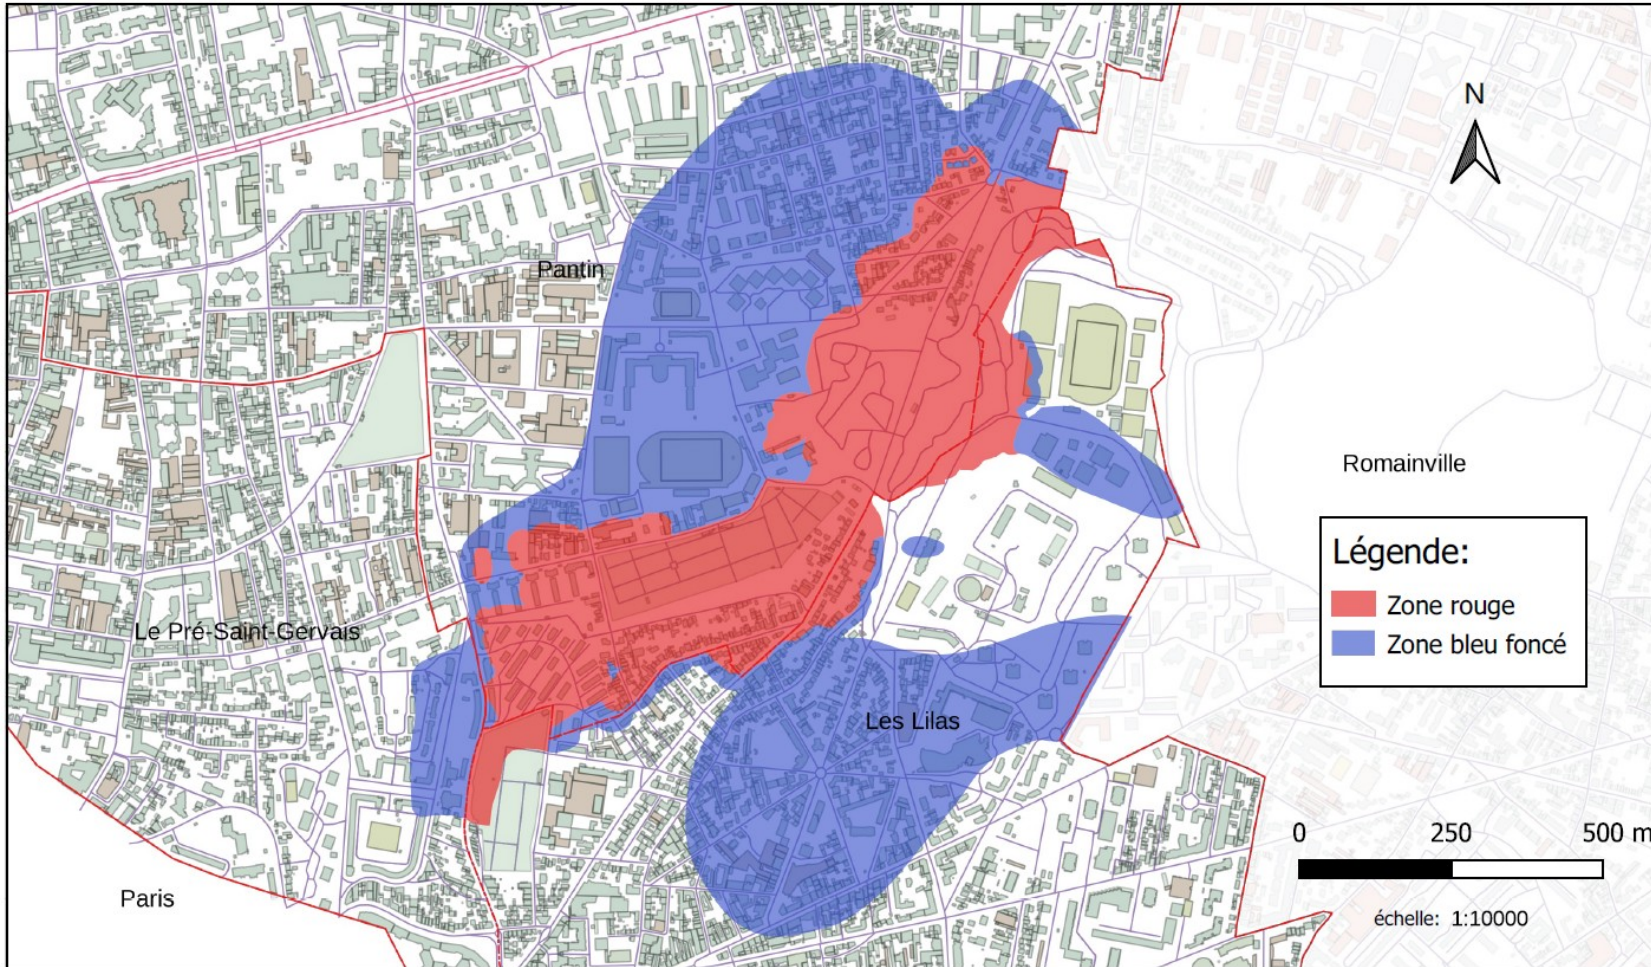 N
Pantin
Romainville
Légende:
Zone rouge
Zone bleu foncé
Le Pré-Saint-Gervais
Les Lilas
0 250 500 m
Paris
échelle: 1:10000